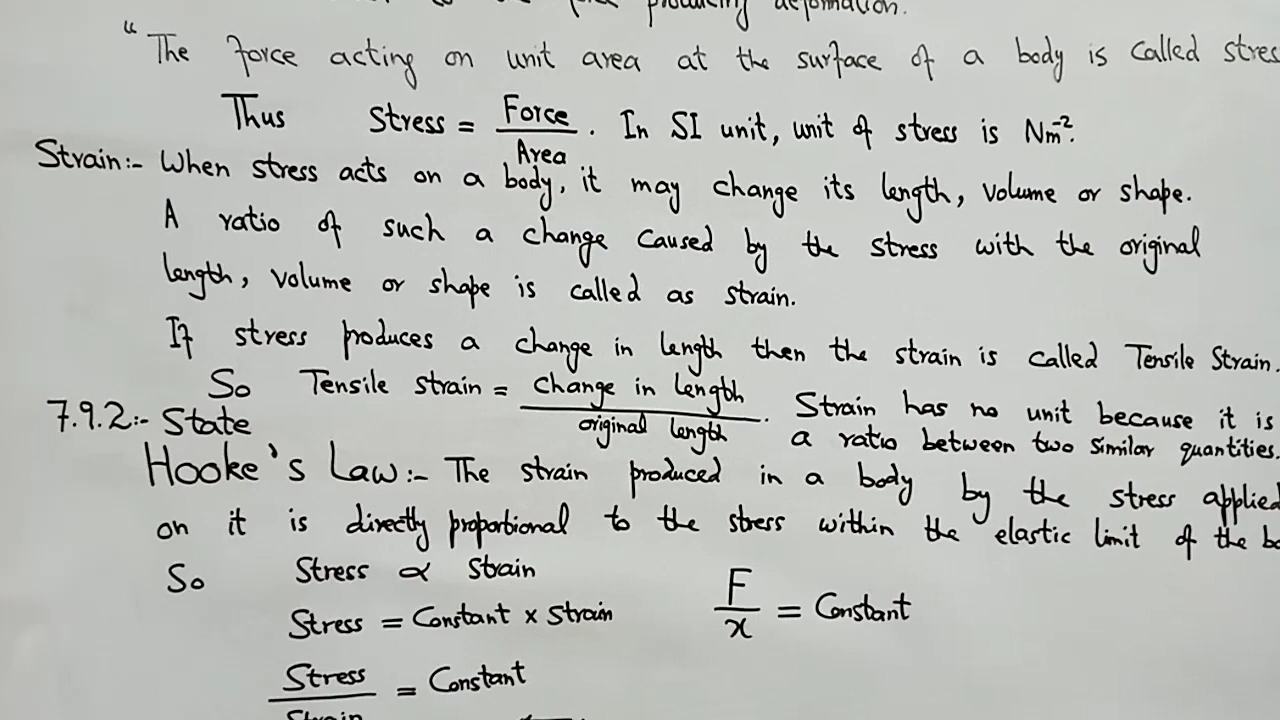 producing deformation.
"The force acting on unit area at the surface of a body is called stres
Thus Stress = Force / Area . In SI unit, unit of stress is Nm⁻².
Strain:- When stress acts on a body, it may change its length, volume or shape.
A ratio of such a change caused by the stress with the original
length, volume or shape is called as strain.
If stress produces a change in length then the strain is called Tensile Strain.
So Tensile strain = change in length / original length . Strain has no unit because it is
a ratio between two similar quantities.
7.9.2:- State
Hooke's Law:- The strain produced in a body by the stress applied
on it is directly proportional to the stress within the elastic limit of the bo
So Stress ∝ Strain
Stress = Constant x Strain
F / x = Constant
Stress / Strain = Constant